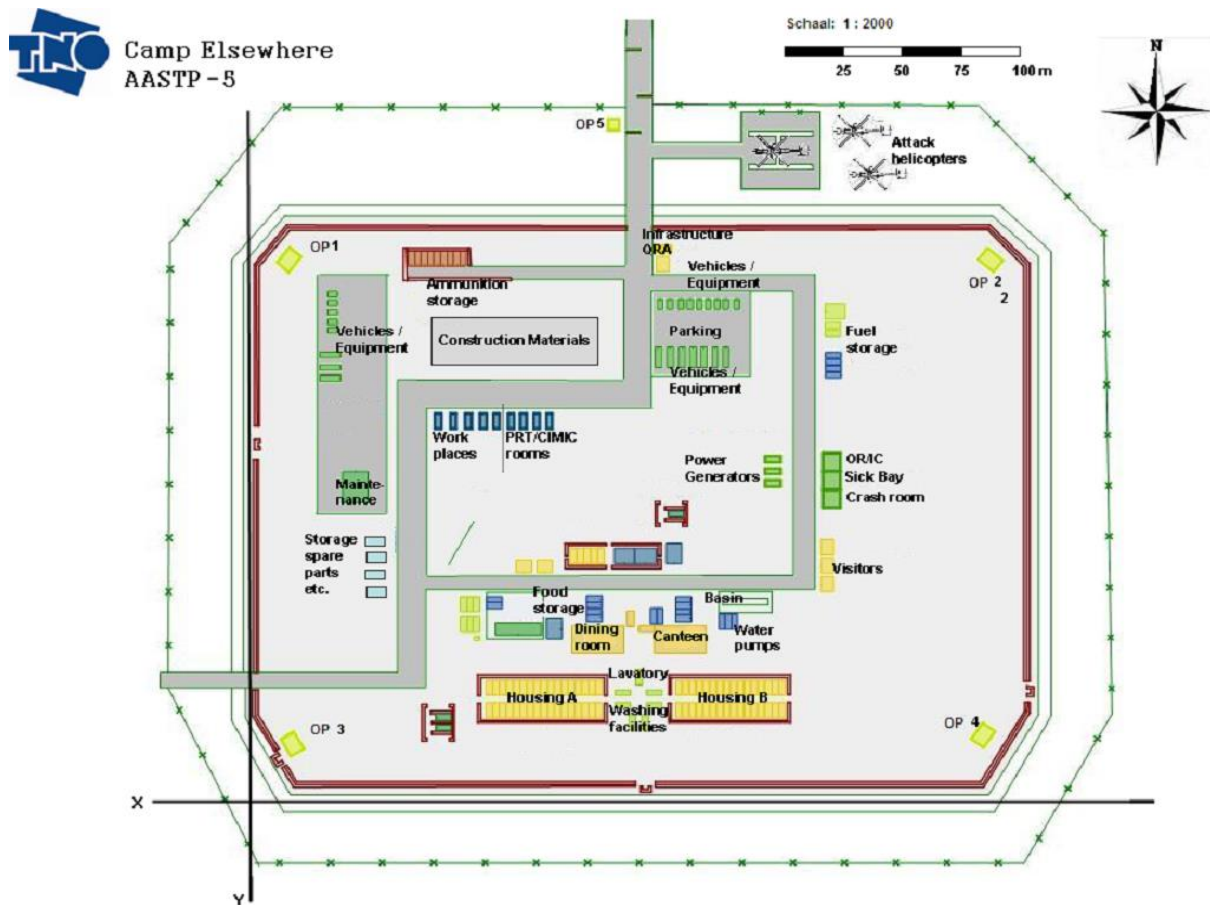 TNO
Camp Elsewhere
AASTP-5
Schaal: 1 : 2000
25 50 75 100 m
N
OP5
Attack
helicopters
OP1
Infrastructure
QRA
Vehicles /
Equipment
OP 2
2
Ammunition
storage
Vehicles /
Equipment
Construction Materials
Parking
Fuel
storage
Vehicles /
Equipment
Work
places
PRT/CIMIC
rooms
Power
Generators
OR/IC
Sick Bay
Crash room
Mainte-
nance
Storage
spare
parts
etc.
Visitors
Food
storage
Basin
Dining
room
Canteen
Water
pumps
Lavatory
Housing A
Housing B
Washing
facilities
OP 3
OP 4
X
Y